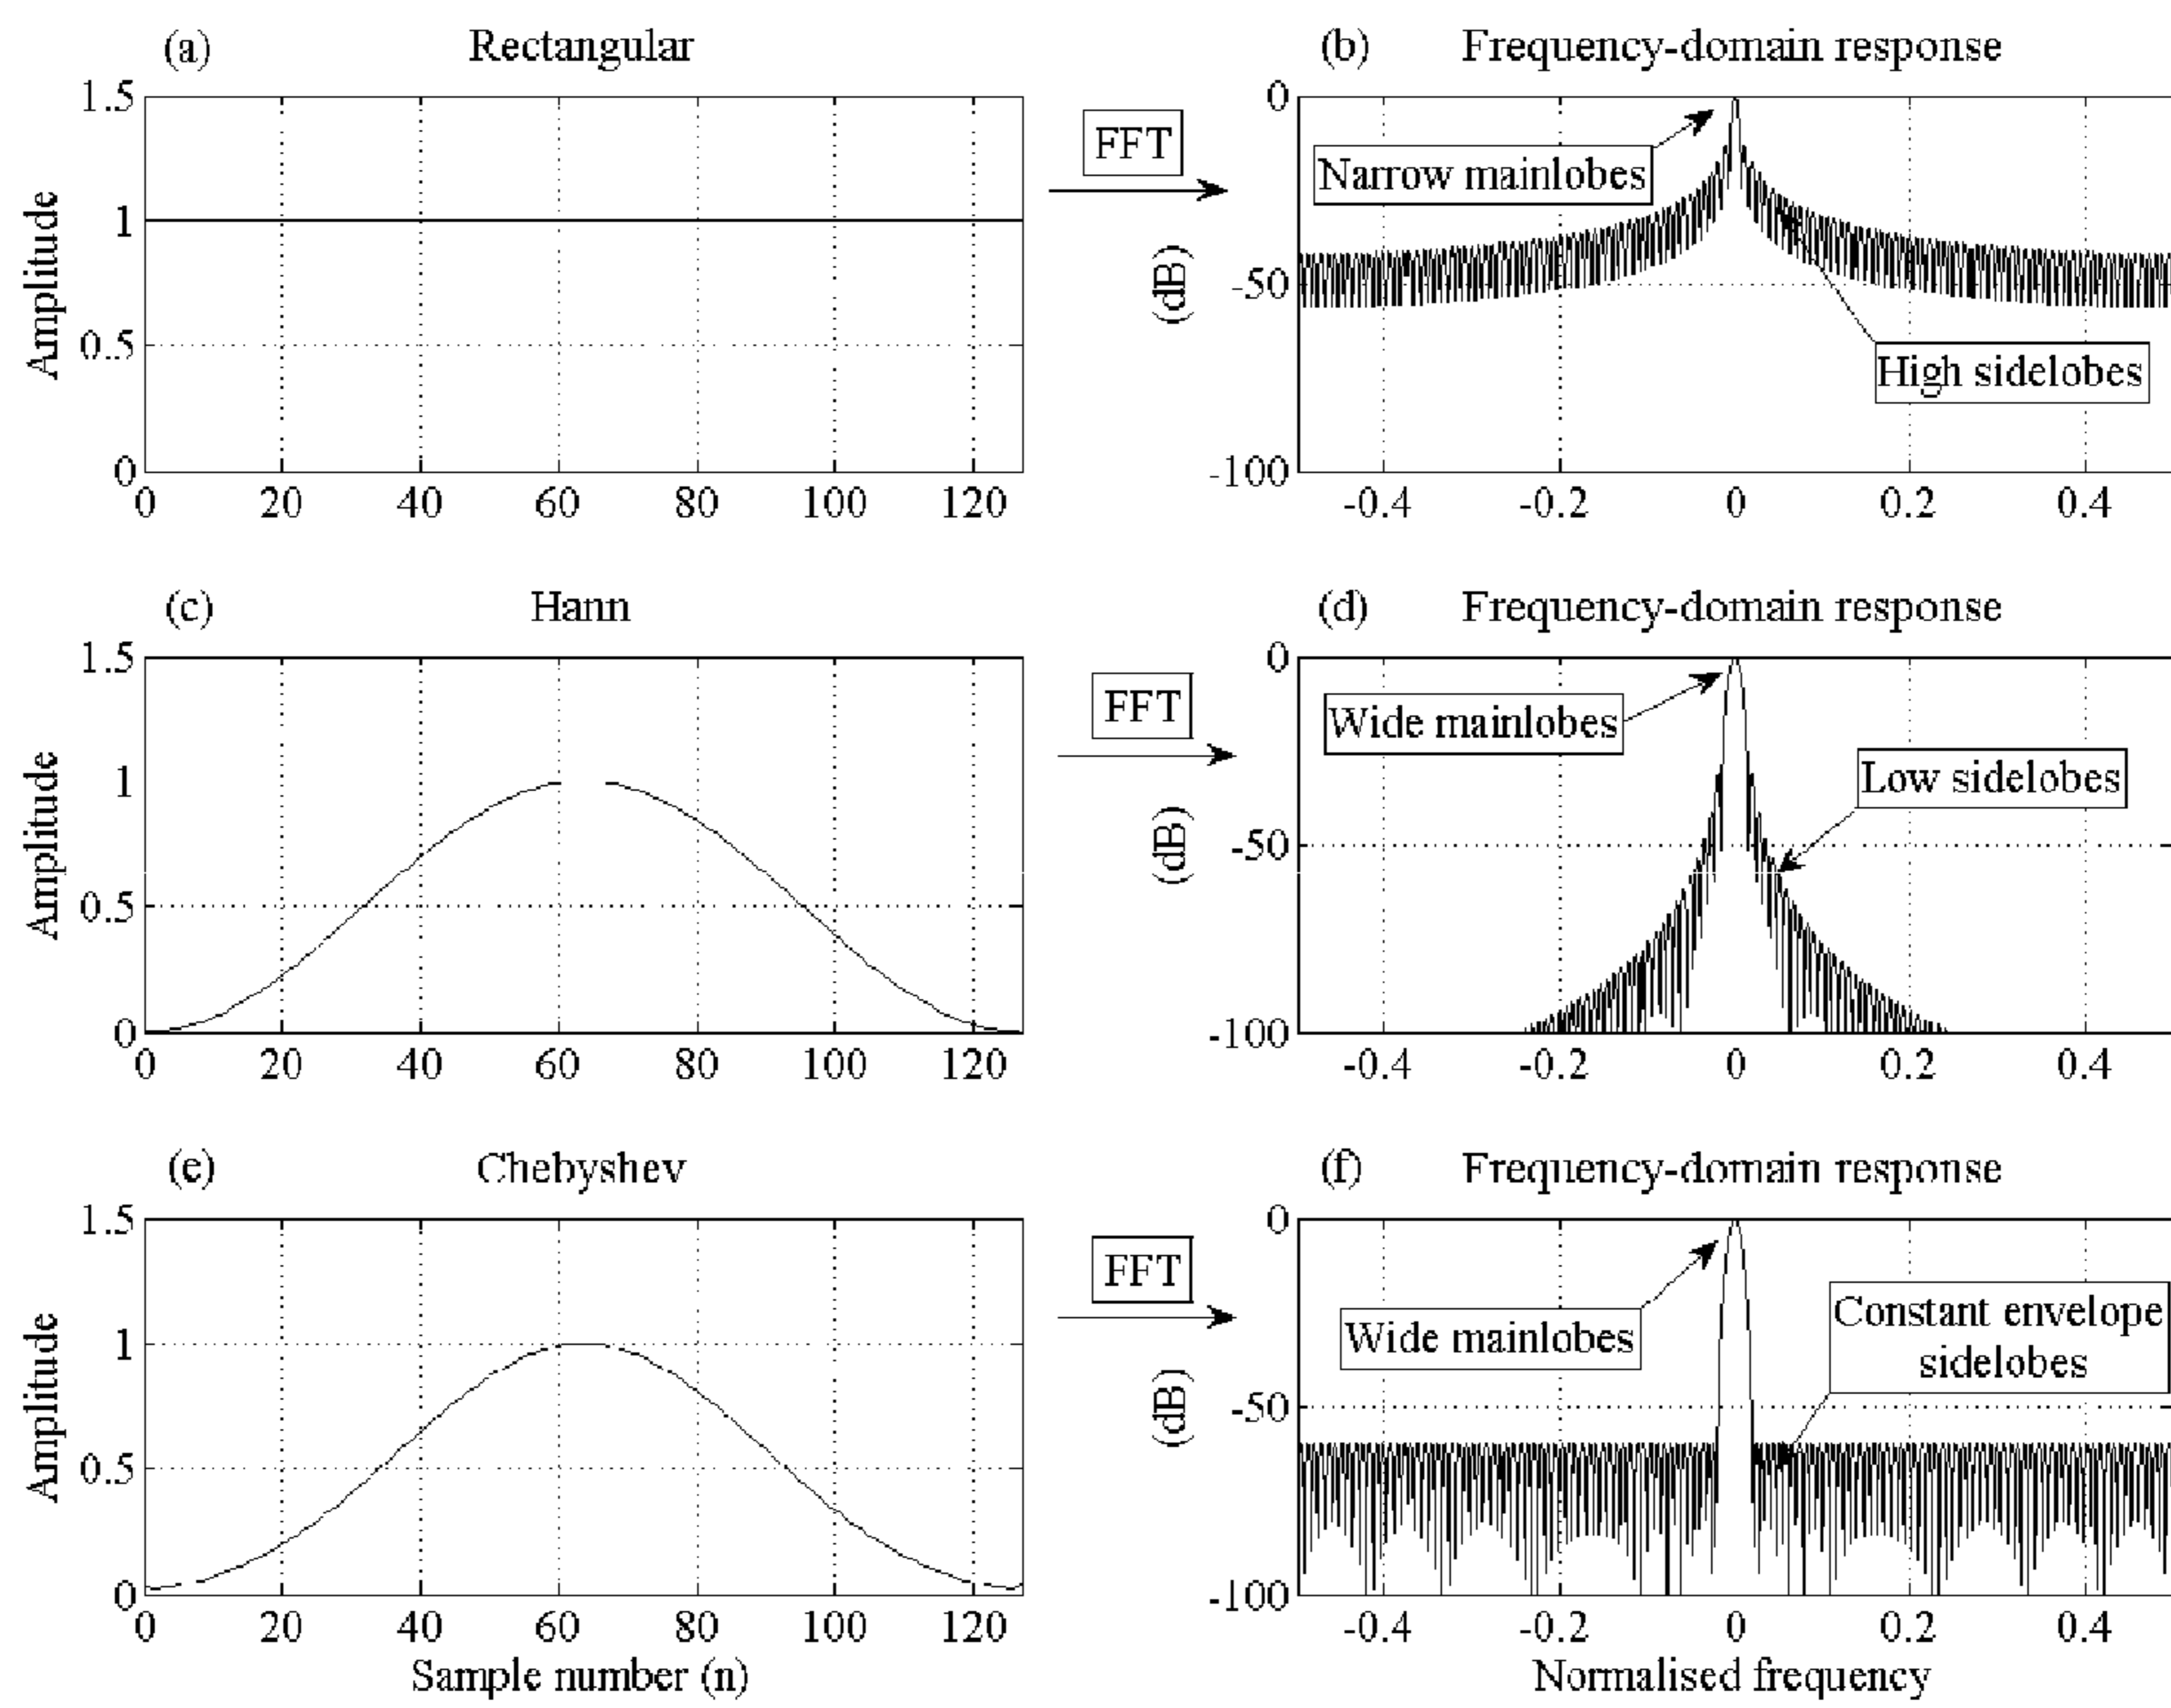 (a) Rectangular
1.5
1
0.5
0
Amplitude
0 20 40 60 80 100 120
FFT
(b) Frequency-domain response
0
-50
-100
(dB)
Narrow mainlobes
High sidelobes
-0.4 -0.2 0 0.2 0.4
(c) Hann
1.5
1
0.5
0
Amplitude
0 20 40 60 80 100 120
FFT
(d) Frequency-domain response
0
-50
-100
(dB)
Wide mainlobes
Low sidelobes
-0.4 -0.2 0 0.2 0.4
(e) Chebyshev
1.5
1
0.5
0
Amplitude
0 20 40 60 80 100 120
Sample number (n)
FFT
(f) Frequency-domain response
0
-50
-100
(dB)
Wide mainlobes
Constant envelope
sidelobes
-0.4 -0.2 0 0.2 0.4
Normalised frequency